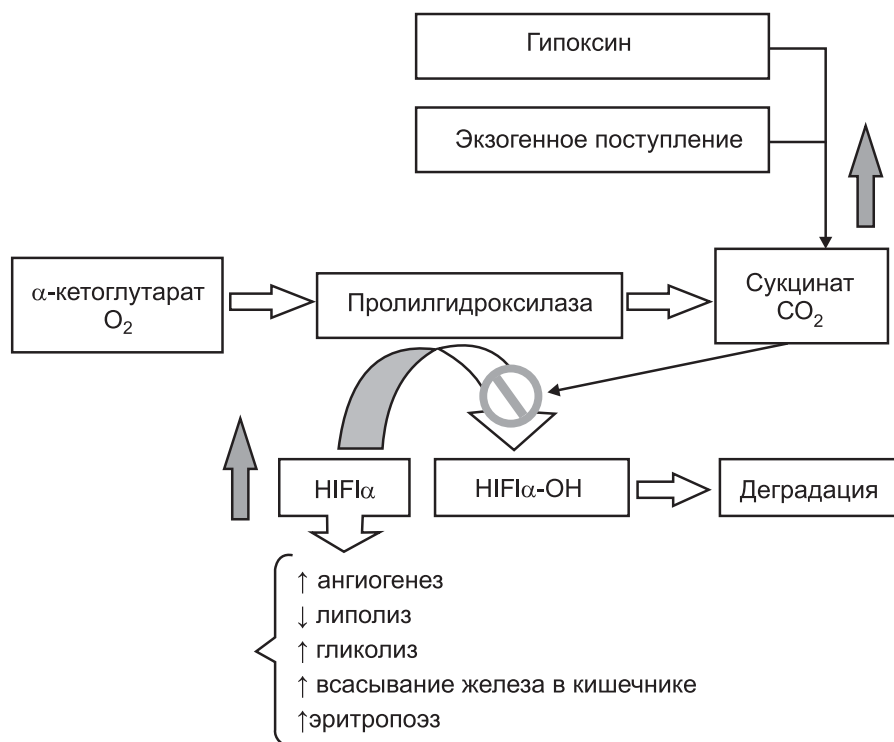 Гипоксин
Экзогенное поступление
α-кетоглутарат
O₂
Пролилгидроксилаза
Сукцинат
CO₂
HIFIα
HIFIα-OH
Деградация
↑ ангиогенез
↓ липолиз
↑ гликолиз
↑ всасывание железа в кишечнике
↑эритропоэз